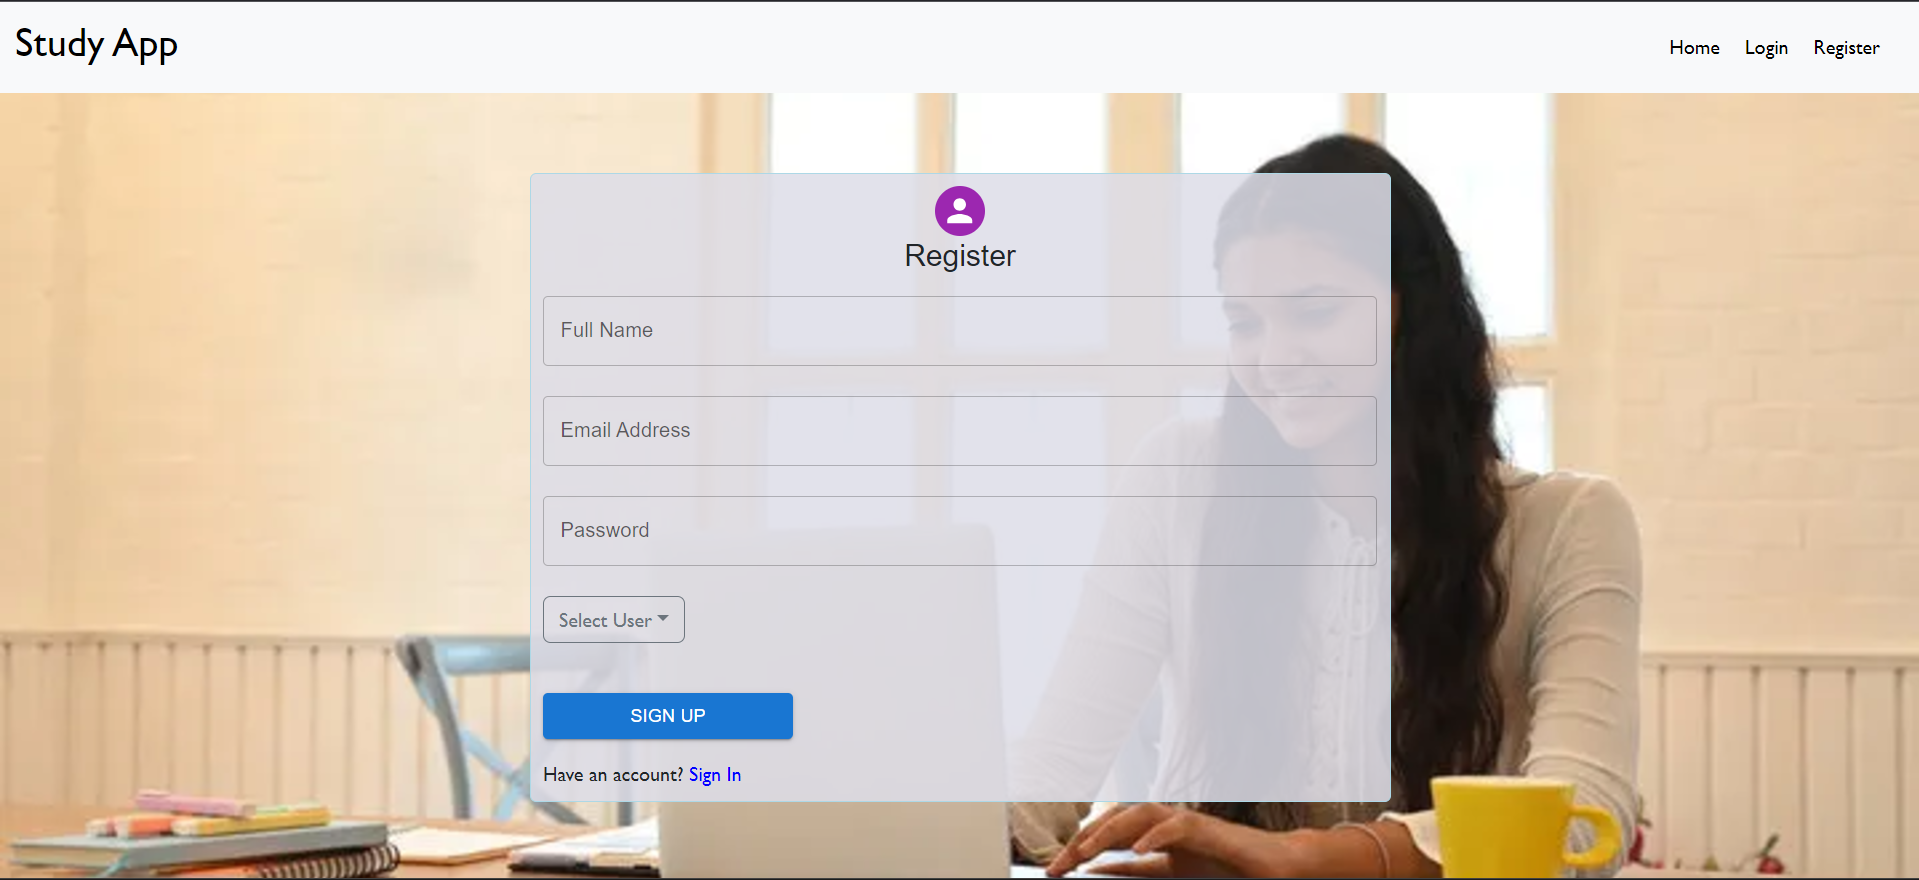 Study App
Home Login Register
Register
Full Name
Email Address
Password
Select User
SIGN UP
Have an account? Sign In